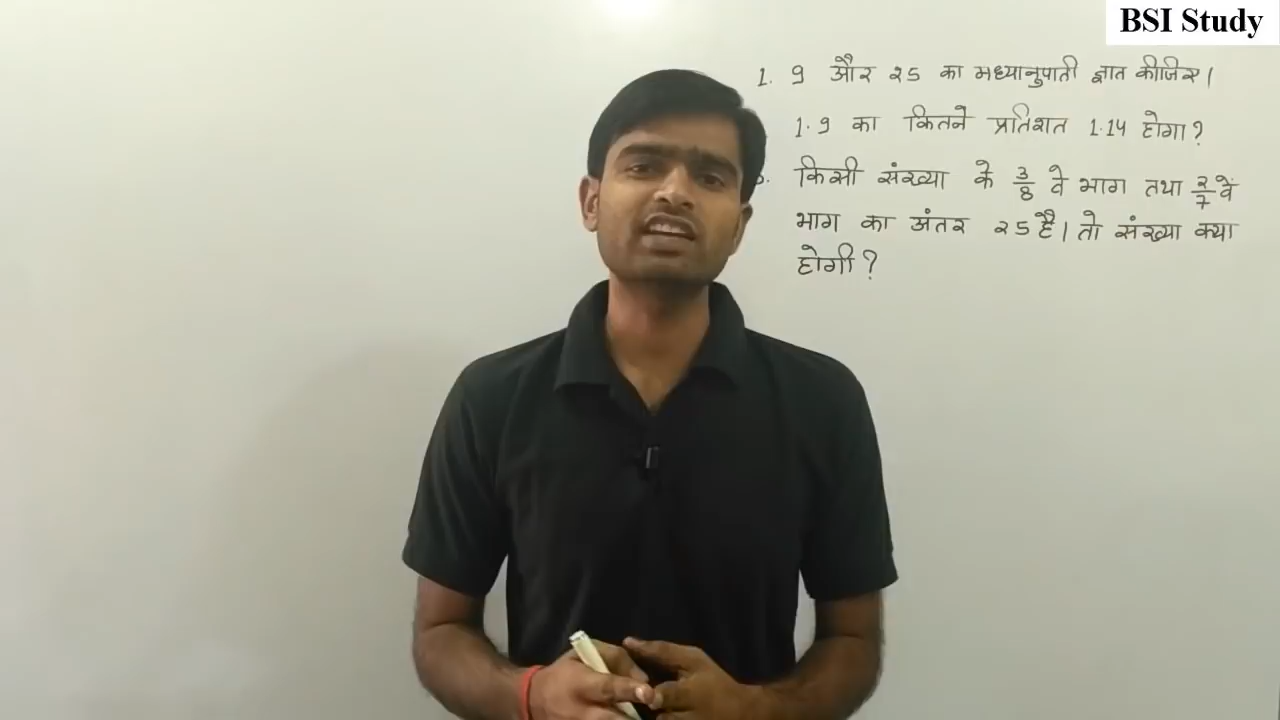 BSI Study
1. 9 और 25 का मध्यानुपाती ज्ञात कीजिए।
1.9 का कितने प्रतिशत 1.14 होगा?
किसी संख्या के 3/8 वे भाग तथा 2/7 वें
भाग का अंतर 25 है। तो संख्या क्या
होगी?